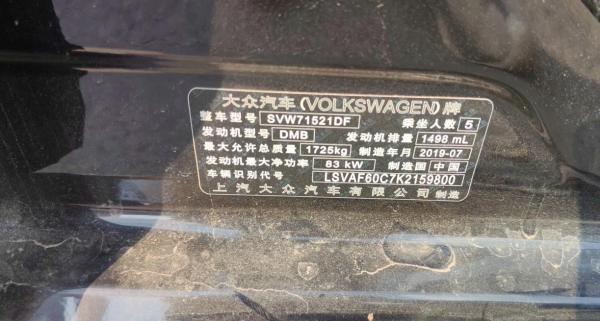 大众汽车(VOLKSWAGEN)牌
整车型号 SVW71521DF 乘坐人数 5
发动机型号 DMB 发动机排量 1498 mL
最大允许总质量 1725kg 制造年月 2019-07
发动机最大净功率 83 kW 制造国 中国
车辆识别代号 LSVAF60C7K2159800
上汽大众汽车有限公司 制造